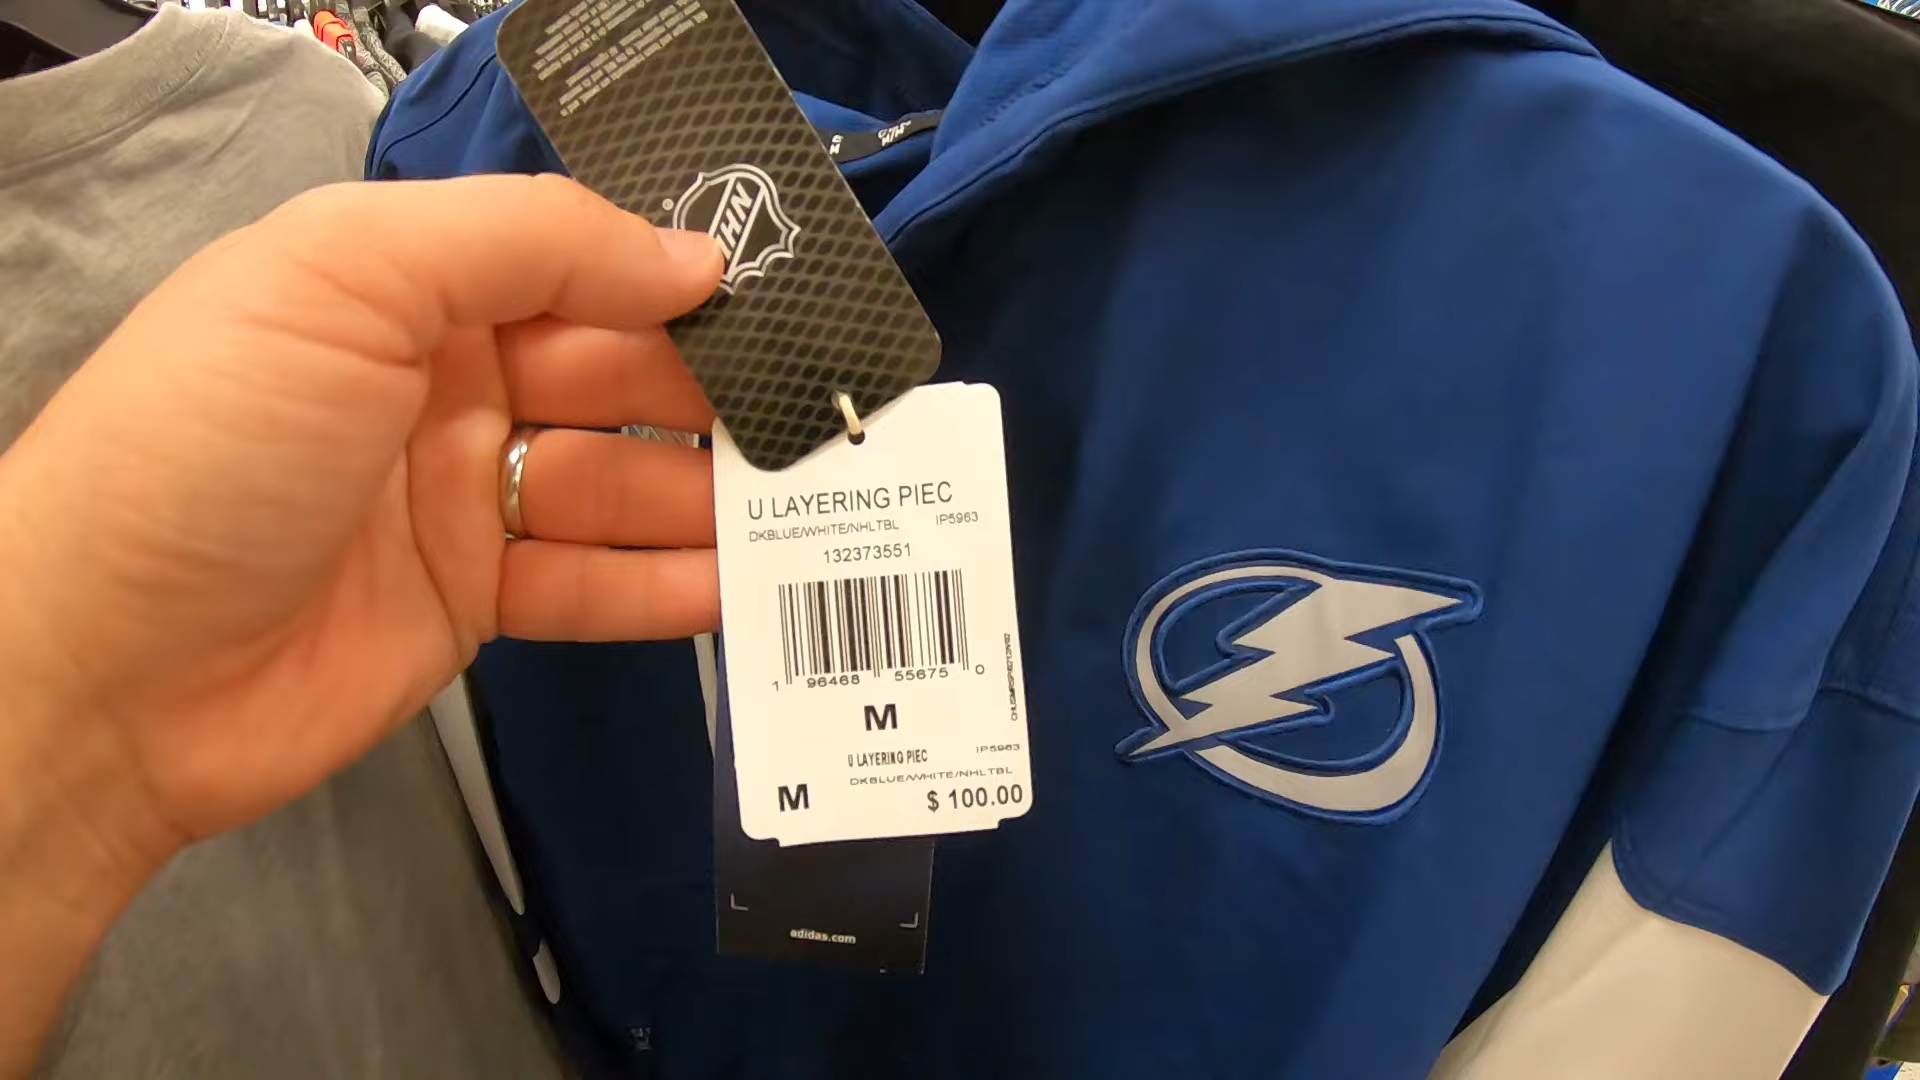 NHL
®
U LAYERING PIEC
DKBLUE/WHITE/NHLTBL IP5963
132373551
1 96468 55675 0
M
U LAYERING PIEC IP5963
DKBLUE/WHITE/NHLTBL
M $ 100.00
adidas.com